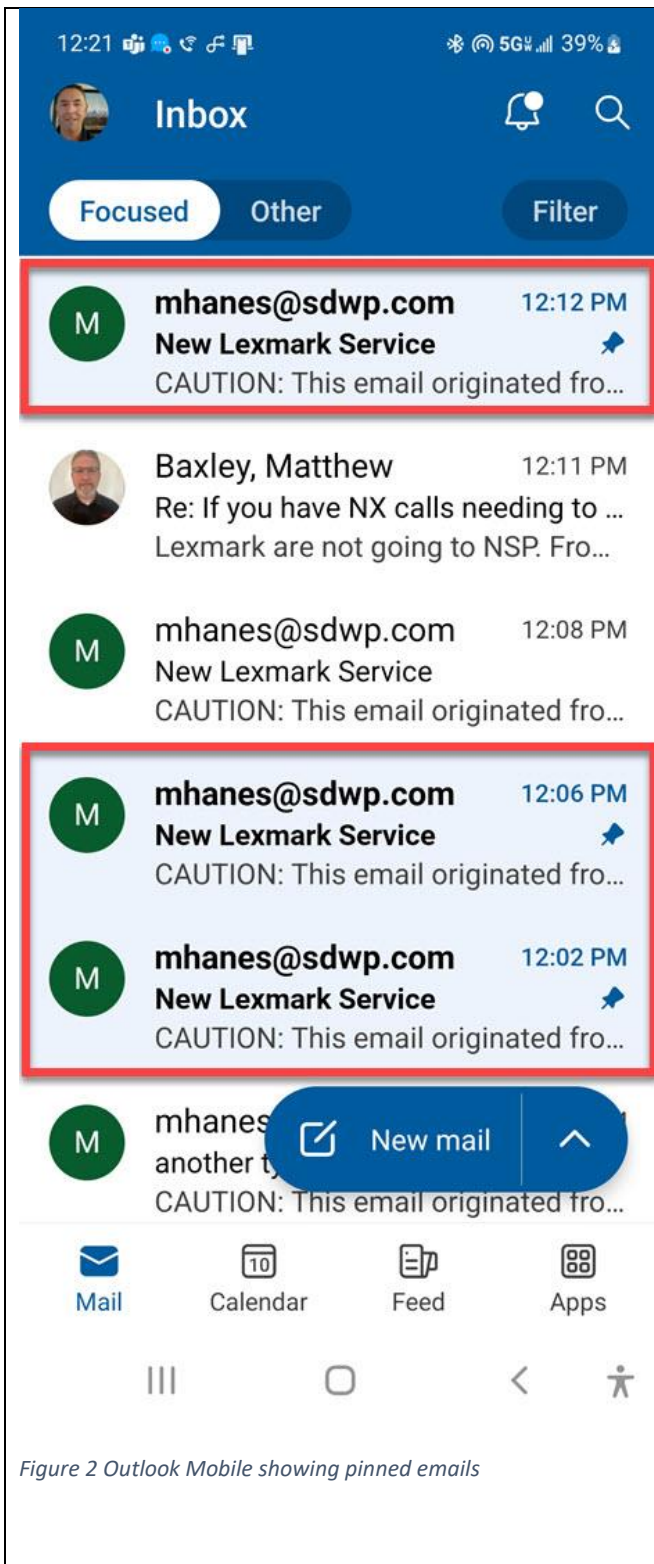 12:21 5G 39%
Inbox
Focused Other Filter
M mhanes@sdwp.com 12:12 PM
New Lexmark Service
CAUTION: This email originated fro...
Baxley, Matthew 12:11 PM
Re: If you have NX calls needing to ...
Lexmark are not going to NSP. Fro...
M mhanes@sdwp.com 12:08 PM
New Lexmark Service
CAUTION: This email originated fro...
M mhanes@sdwp.com 12:06 PM
New Lexmark Service
CAUTION: This email originated fro...
M mhanes@sdwp.com 12:02 PM
New Lexmark Service
CAUTION: This email originated fro...
M mhanes
another
New mail
CAUTION: This email originated fro...
10
Mail Calendar Feed Apps
Figure 2 Outlook Mobile showing pinned emails